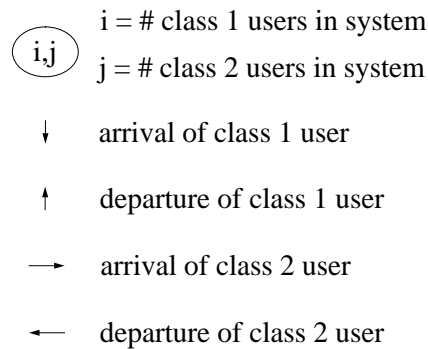 i = # class 1 users in system
i,j
j = # class 2 users in system
arrival of class 1 user
departure of class 1 user
arrival of class 2 user
departure of class 2 user